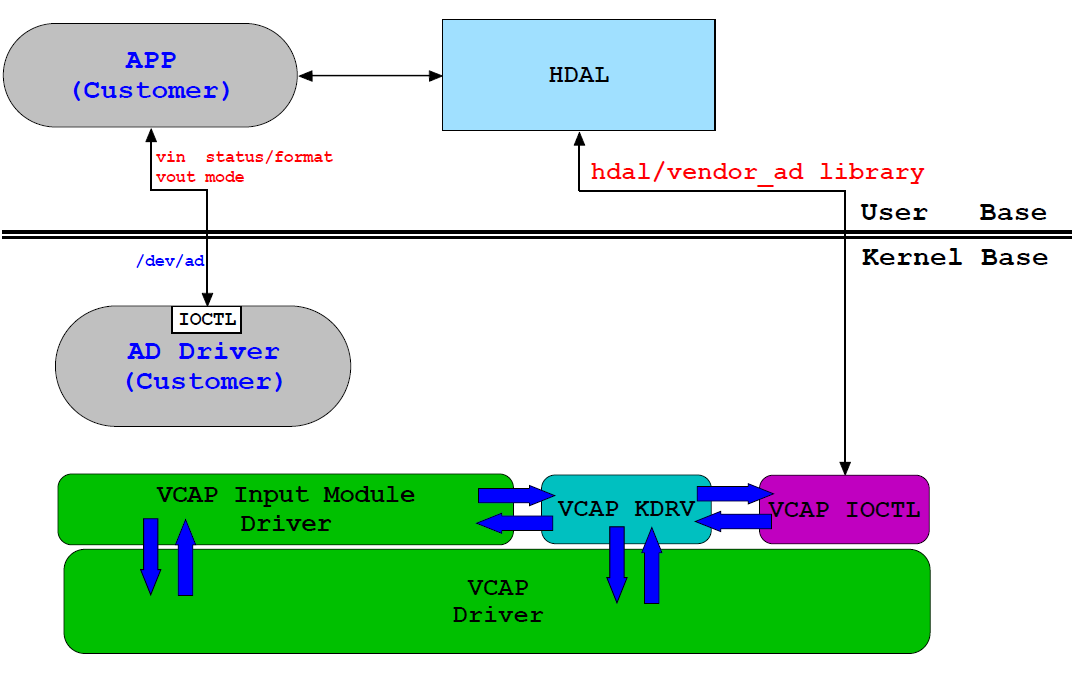 APP
(Customer)
HDAL
vin status/format
vout mode
hdal/vendor_ad library
User Base
Kernel Base
/dev/ad
IOCTL
AD Driver
(Customer)
VCAP Input Module
Driver
VCAP KDRV
VCAP IOCTL
VCAP
Driver